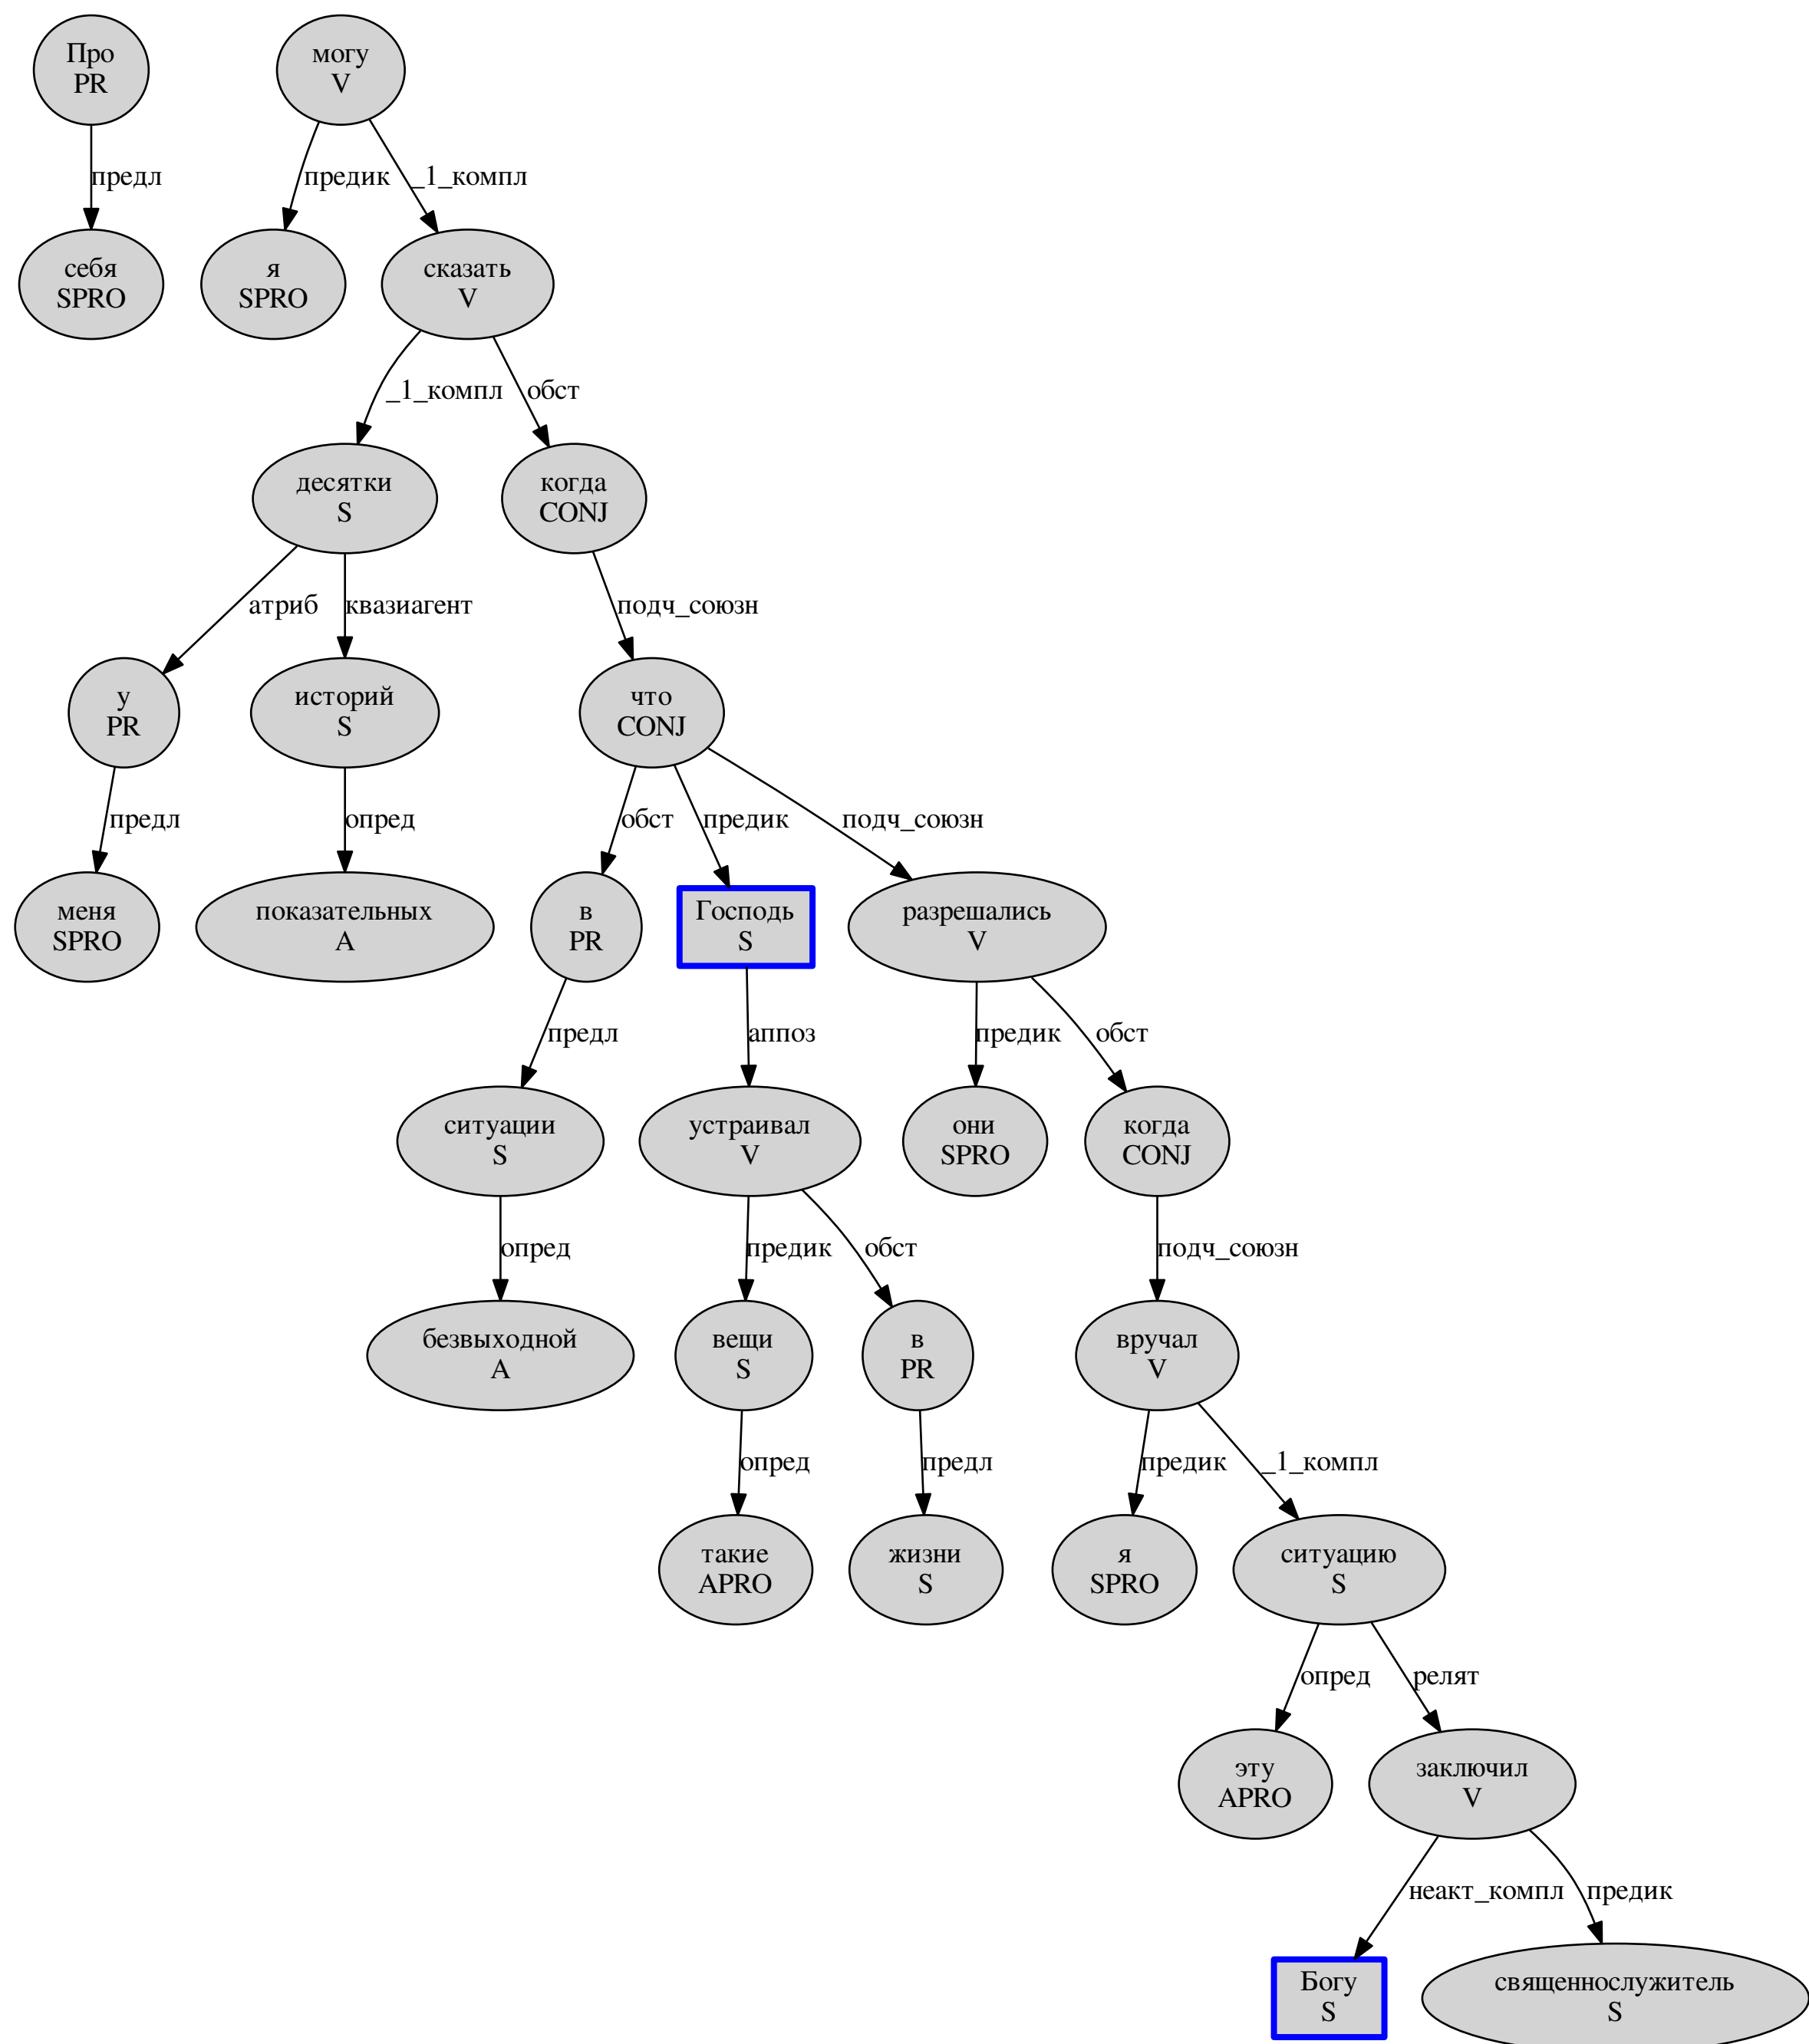 Про
PR
могу
V
предл
предик
_1_компл
себя
SPRO
я
SPRO
сказать
V
_1_компл
обст
десятки
S
когда
CONJ
атриб
квазиагент
подч_союзн
у
PR
историй
S
что
CONJ
предл
опред
обст
предик
подч_союзн
меня
SPRO
показательных
A
в
PR
Господь
S
разрешались
V
предл
аппоз
предик
обст
ситуации
S
устраивал
V
они
SPRO
когда
CONJ
опред
предик
обст
подч_союзн
безвыходной
A
вещи
S
в
PR
вручал
V
опред
предл
предик
_1_компл
такие
APRO
жизни
S
я
SPRO
ситуацию
S
опред
релят
эту
APRO
заключил
V
неакт_компл
предик
Богу
S
священнослужитель
S